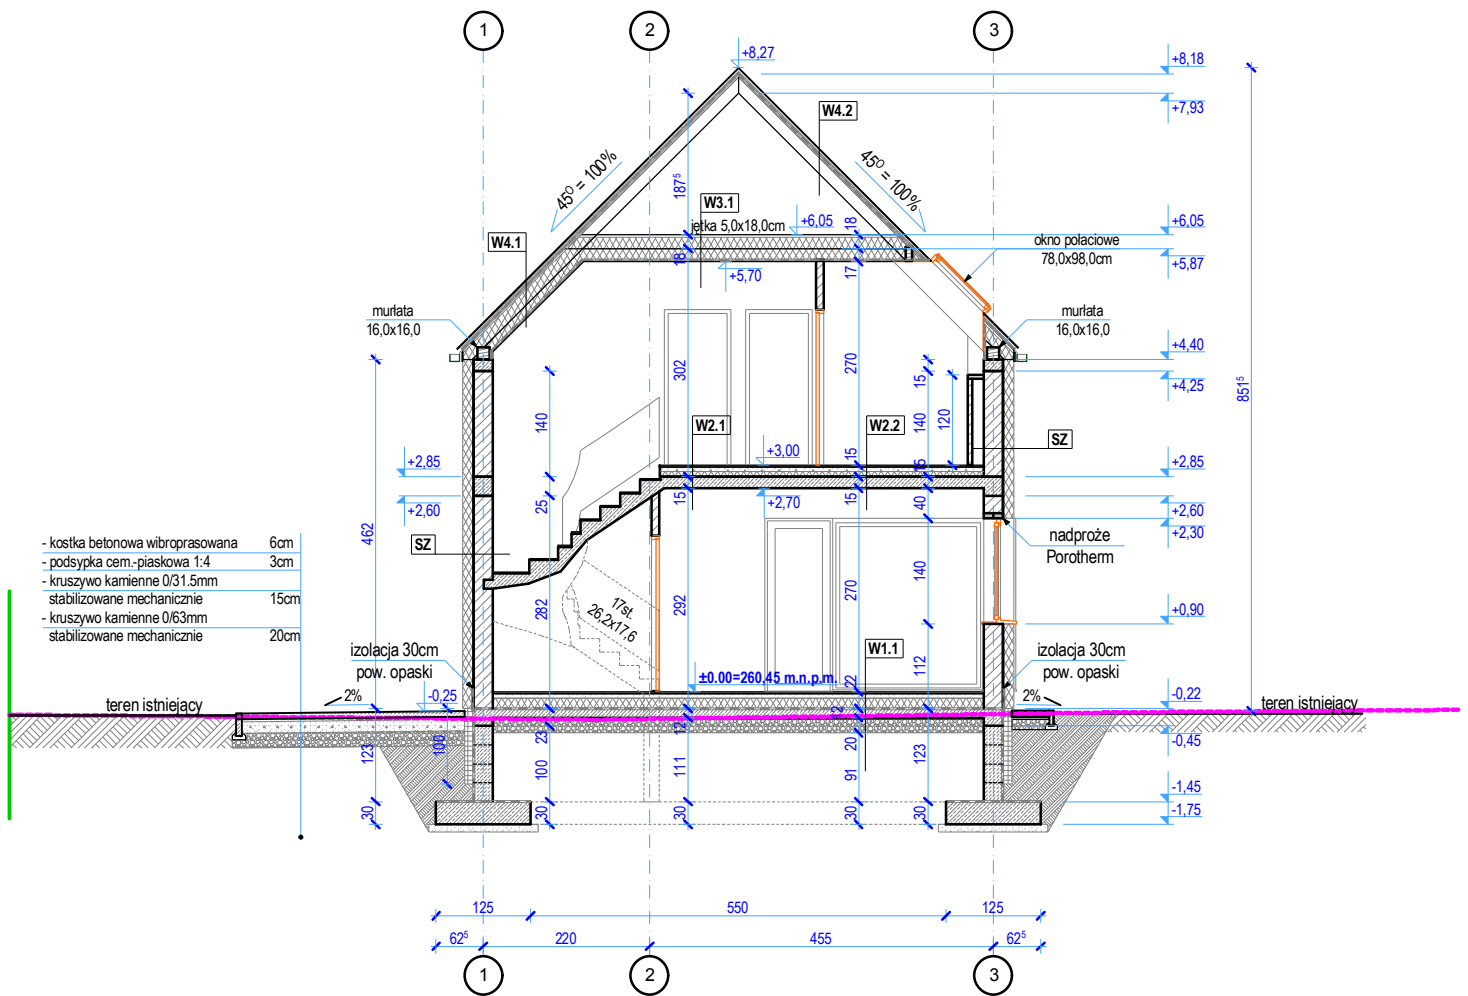 1
2
3
+8,27
+8,18
+7,93
W4.2
45⁰ = 100%
45⁰ = 100%
187⁵
W3.1
jętka 5,0x18,0cm
+6,05
18
+6,05
W4.1
okno połaciowe
78,0x98,0cm
18
17
+5,87
+5,70
851⁵
murłata
16,0x16,0
murłata
16,0x16,0
+4,40
302
270
15
+4,25
140
140
120
W2.1
W2.2
SZ
+2,85
+3,00
15
15
+2,85
+2,60
25
15
15
+2,70
40
+2,60
+2,30
462
SZ
nadproże
Porotherm
- kostka betonowa wibroprasowana 6cm
- podsypka cem.-piaskowa 1:4 3cm
- kruszywo kamienne 0/31.5mm
stabilizowane mechanicznie 15cm
- kruszywo kamienne 0/63mm
stabilizowane mechanicznie 20cm
282
17st.
26,2x17,6
292
270
140
+0,90
izolacja 30cm
pow. opaski
W1.1
112
izolacja 30cm
pow. opaski
±0.00=260,45 m.n.p.m.
22
teren istniejący
2%
-0,25
2%
-0,22
teren istniejący
12
12
123
100
23
20
123
-0,45
100
111
91
-1,45
30
30
30
30
30
-1,75
125
550
125
62⁵
220
455
62⁵
1
2
3